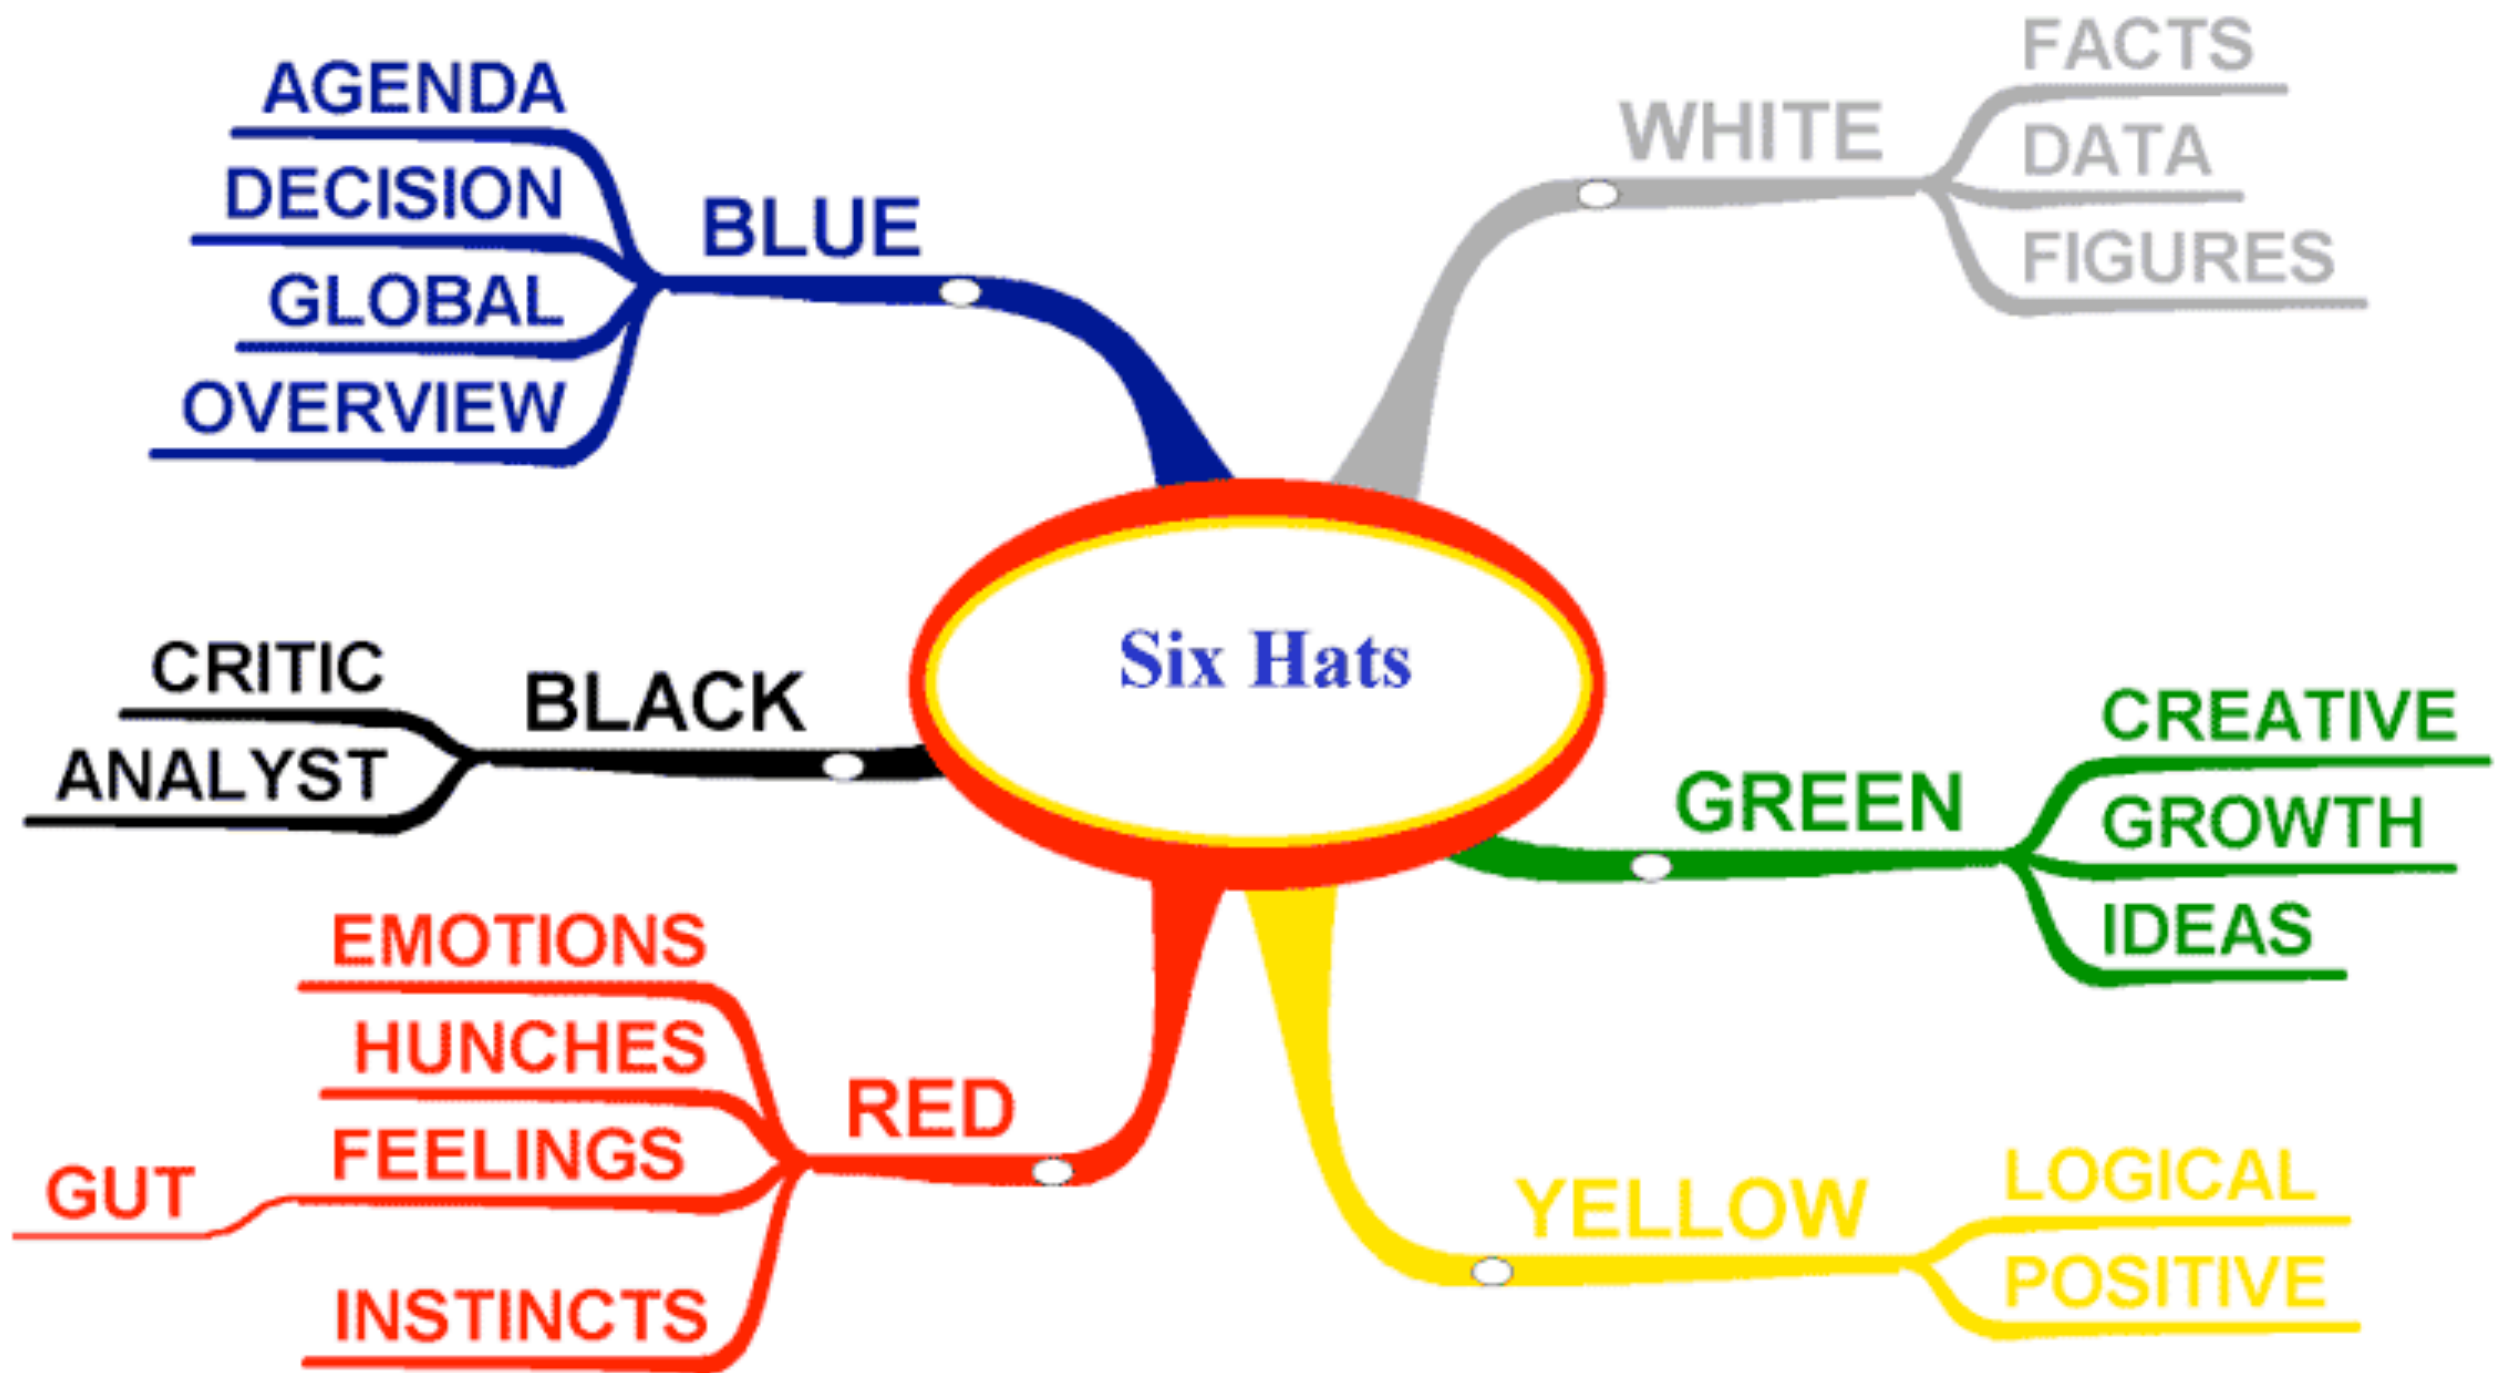 Six Hats
WHITE
FACTS
DATA
FIGURES
GREEN
CREATIVE
GROWTH
IDEAS
YELLOW
LOGICAL
POSITIVE
RED
EMOTIONS
HUNCHES
FEELINGS
GUT
INSTINCTS
BLACK
CRITIC
ANALYST
BLUE
AGENDA
DECISION
GLOBAL
OVERVIEW